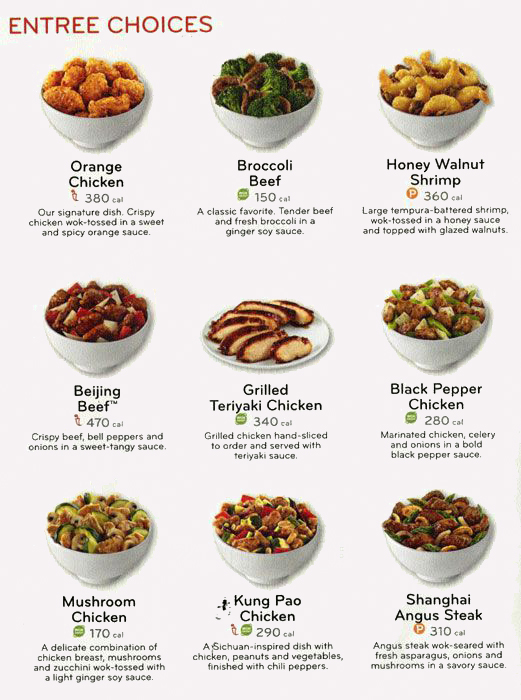 ENTREE CHOICES
Orange
Chicken
380 cal
Our signature dish. Crispy
chicken wok-tossed in a sweet
and spicy orange sauce.
Broccoli
Beef
150 cal
A classic favorite. Tender beef
and fresh broccoli in a
ginger soy sauce.
Honey Walnut
Shrimp
P 360 cal
Large tempura-battered shrimp,
wok-tossed in a honey sauce
and topped with glazed walnuts.
Beijing
Beef™
470 cal
Crispy beef, bell peppers and
onions in a sweet-tangy sauce.
Grilled
Teriyaki Chicken
340 cal
Grilled chicken hand-sliced
to order and served with
teriyaki sauce.
Black Pepper
Chicken
280 cal
Marinated chicken, celery
and onions in a bold
black pepper sauce.
Mushroom
Chicken
170 cal
A delicate combination of
chicken breast, mushrooms
and zucchini wok-tossed with
a light ginger soy sauce.
Kung Pao
Chicken
290 cal
A Sichuan-inspired dish with
chicken, peanuts and vegetables,
finished with chili peppers.
Shanghai
Angus Steak
P 310 cal
Angus steak wok-seared with
fresh asparagus, onions and
mushrooms in a savory sauce.